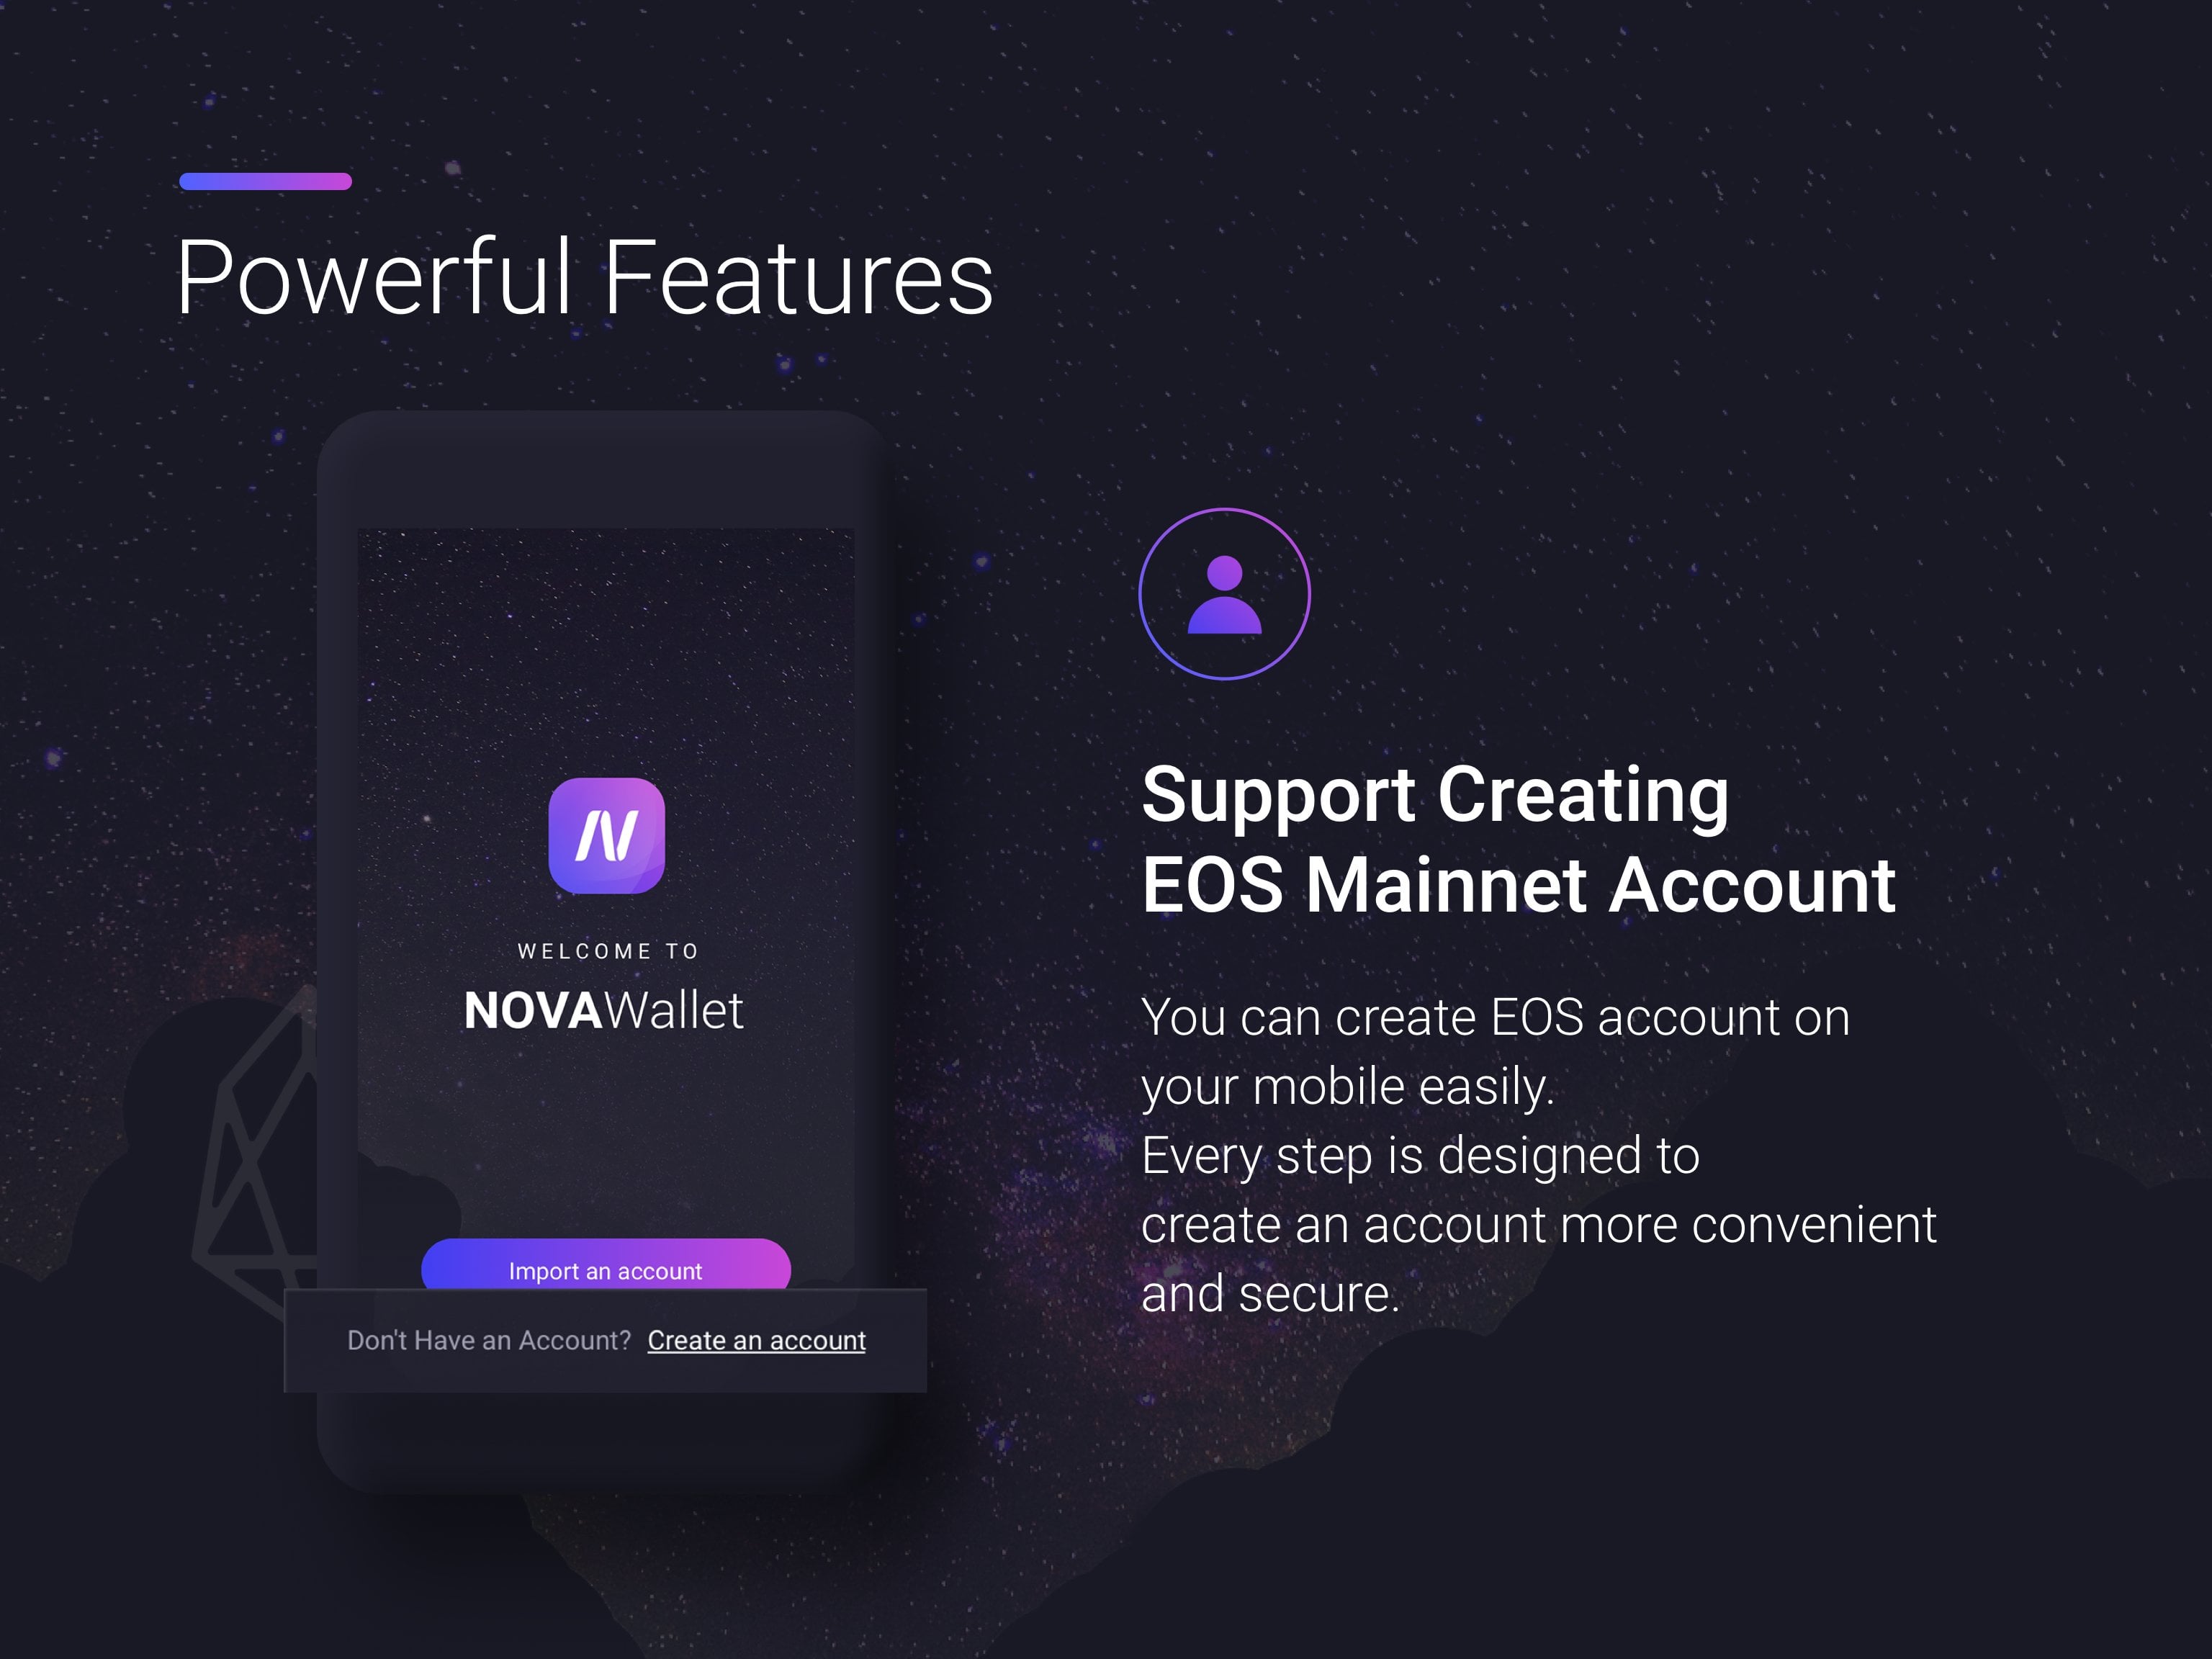 Powerful Features
WELCOME TO
NOVAWallet
Import an account
Don't Have an Account? Create an account
Support Creating
EOS Mainnet Account
You can create EOS account on
your mobile easily.
Every step is designed to
create an account more convenient
and secure.